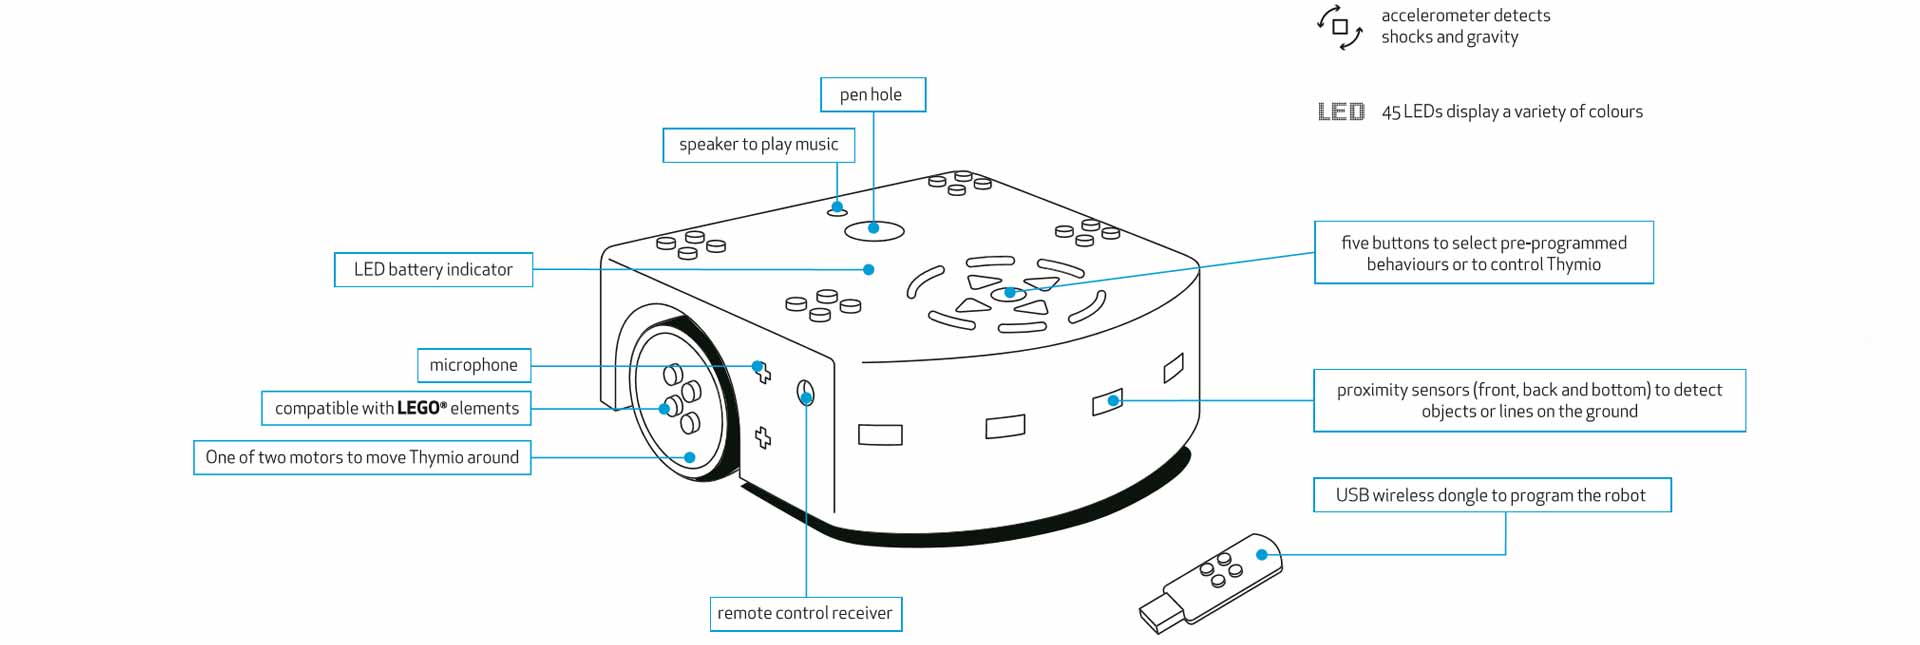 accelerometer detects
shocks and gravity
pen hole
LED 45 LEDs display a variety of colours
speaker to play music
five buttons to select pre-programmed
behaviours or to control Thymio
LED battery indicator
microphone
proximity sensors (front, back and bottom) to detect
objects or lines on the ground
compatible with LEGO® elements
One of two motors to move Thymio around
USB wireless dongle to program the robot
remote control receiver